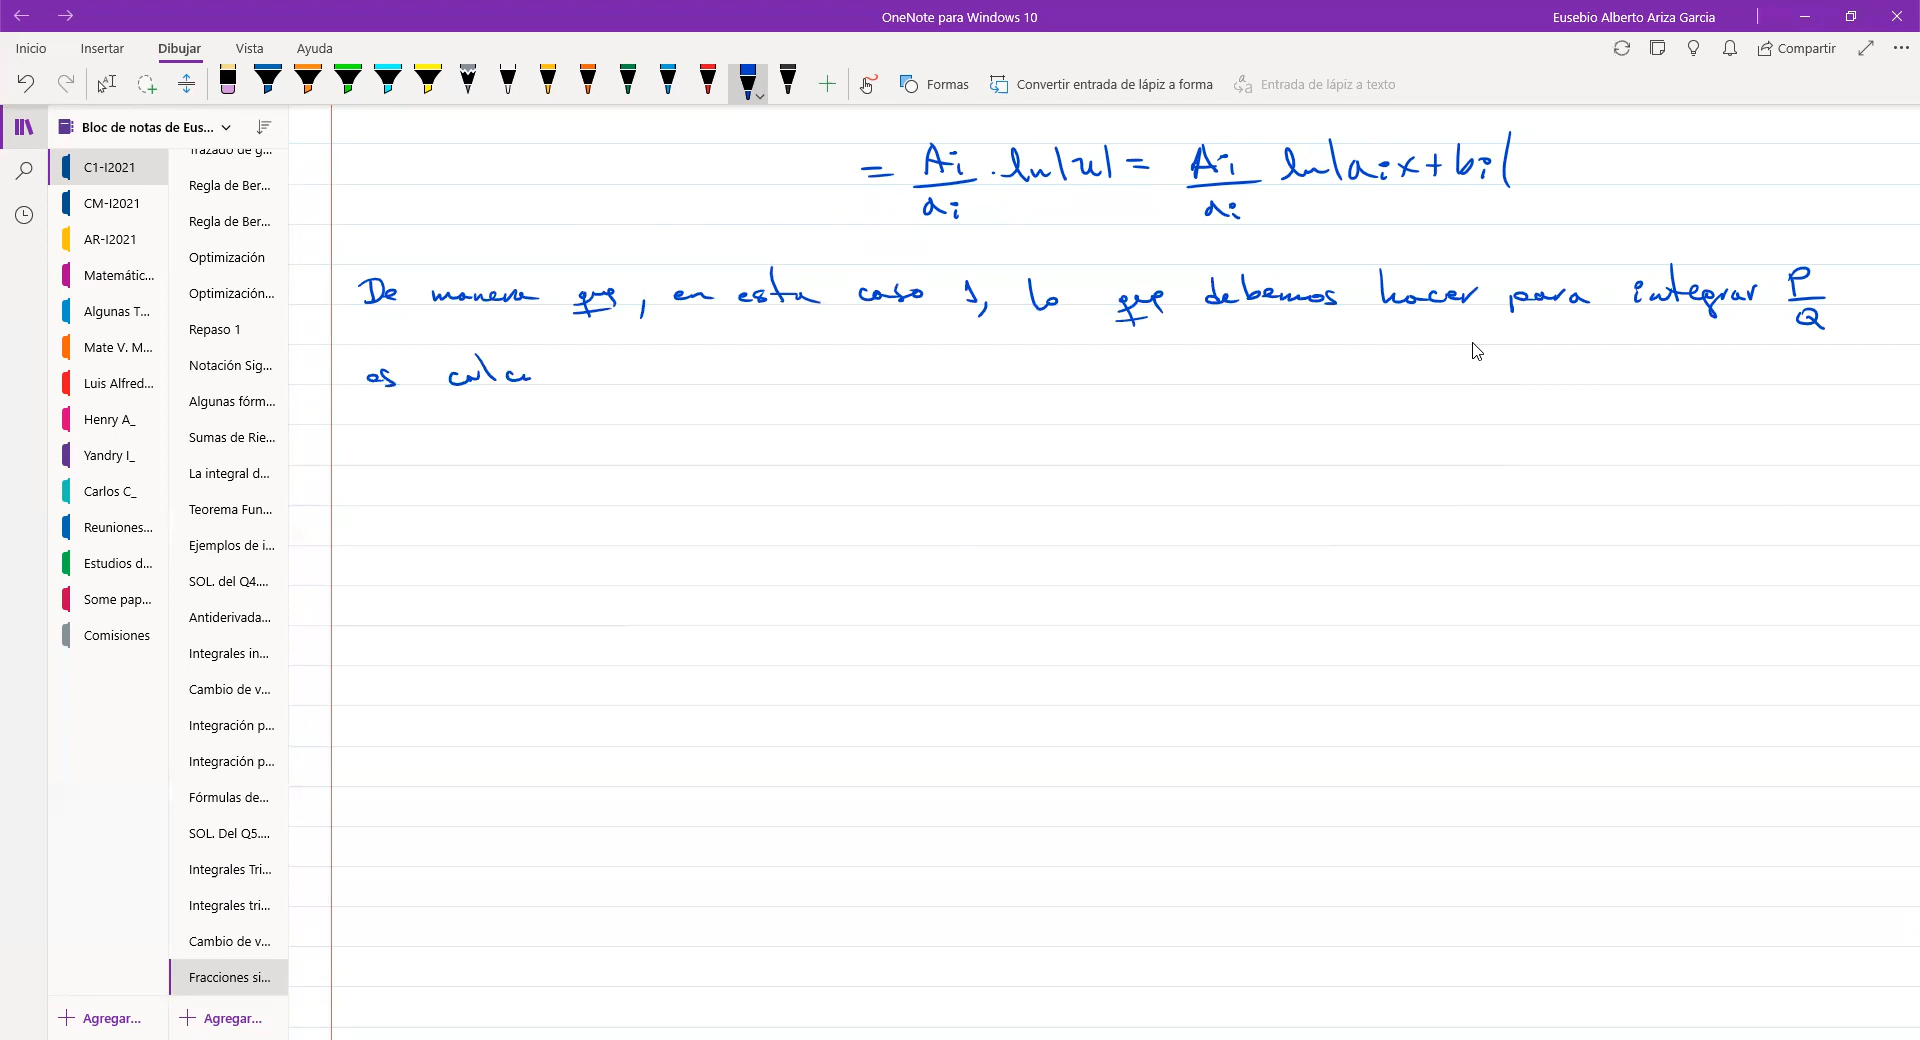 OneNote para Windows 10
Eusebio Alberto Ariza Garcia
Inicio
Insertar
Dibujar
Vista
Ayuda
Compartir
Formas
Convertir entrada de lápiz a forma
Entrada de lápiz a texto
Bloc de notas de Eus...
C1-I2021
CM-I2021
AR-I2021
Matemátic...
Algunas T...
Mate V. M...
Luis Alfred...
Henry A_
Yandry I_
Carlos C_
Reuniones...
Estudios d...
Some pap...
Comisiones
Agregar...
Trazado de g...
Regla de Ber...
Regla de Ber...
Optimización
Optimización...
Repaso 1
Notación Sig...
Algunas fórm...
Sumas de Rie...
La integral d...
Teorema Fun...
Ejemplos de i...
SOL. del Q4....
Antiderivada...
Integrales in...
Cambio de v...
Integración p...
Integración p...
Fórmulas de...
SOL. Del Q5....
Integrales Tri...
Integrales tri...
Cambio de v...
Fracciones si...
Agregar...
= Ai/ai · ln|u| = Ai/ai ln|aix + bi|
De manera que, en esta caso 1, lo que debemos hacer para integrar P/Q
es calcu